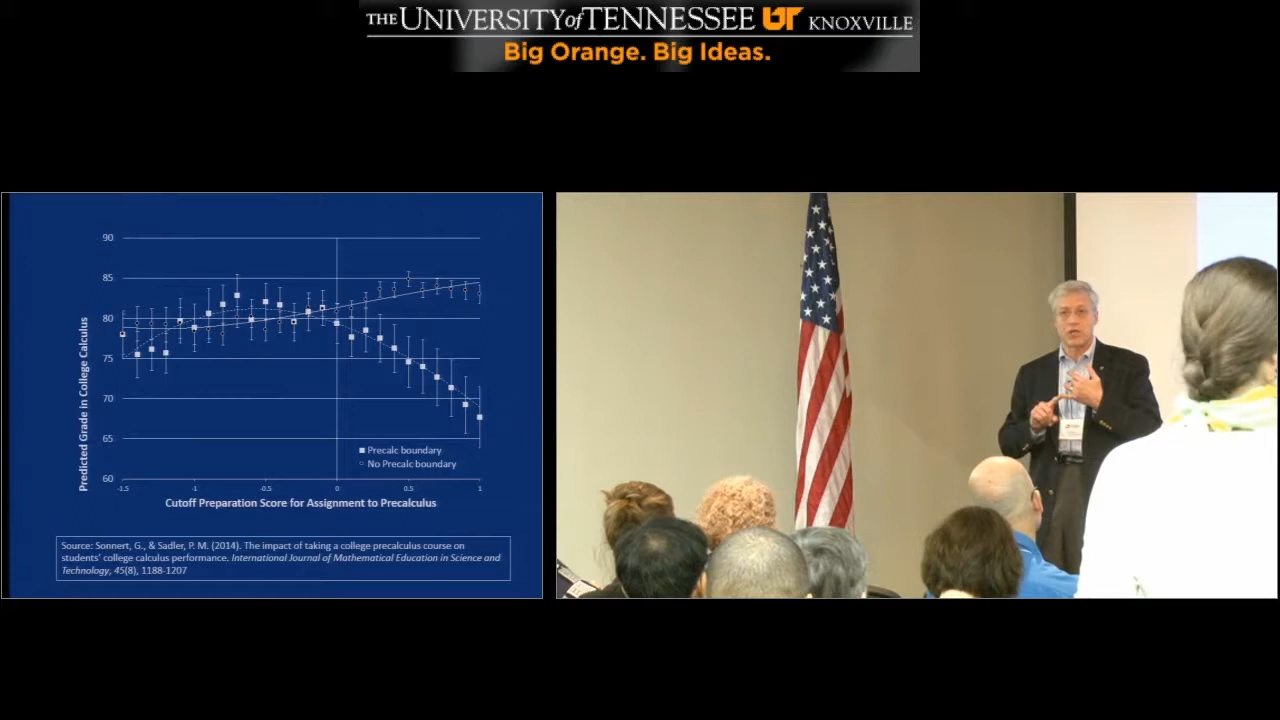 THE UNIVERSITY of TENNESSEE UT KNOXVILLE
Big Orange. Big Ideas.
90
85
80
75
70
65
60
Predicted Grade in College Calculus
-1.5 -1 -0.5 0 0.5 1
Precalc boundary
No Precalc boundary
Cutoff Preparation Score for Assignment to Precalculus
Source: Sonnert, G., & Sadler, P. M. (2014). The impact of taking a college precalculus course on
students' college calculus performance. International Journal of Mathematical Education in Science and
Technology, 45(8), 1188-1207